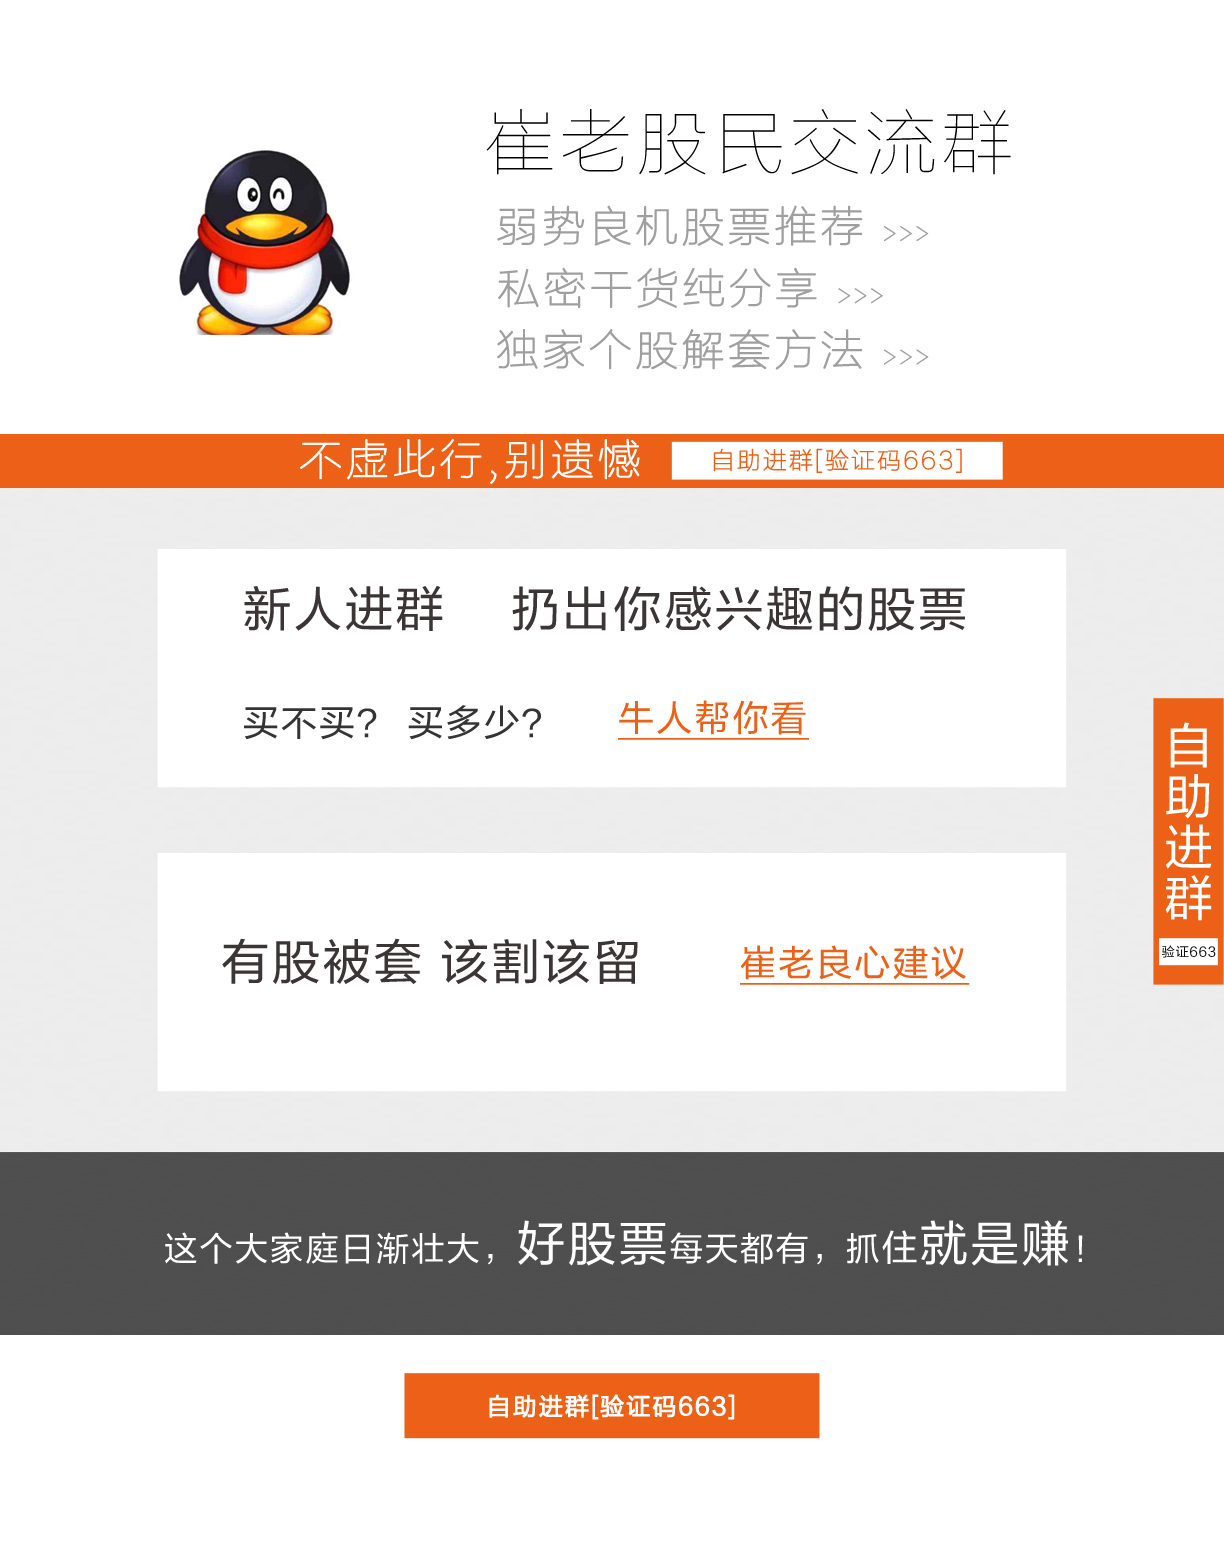 崔老股民交流群
弱势良机股票推荐 >>>
私密干货纯分享 >>>
独家个股解套方法 >>>
不虚此行,别遗憾 自助进群[验证码663]
新人进群 扔出你感兴趣的股票
买不买? 买多少? 牛人帮你看
自助进群
验证663
有股被套 该割该留 崔老良心建议
这个大家庭日渐壮大，好股票每天都有，抓住就是赚!
自助进群[验证码663]